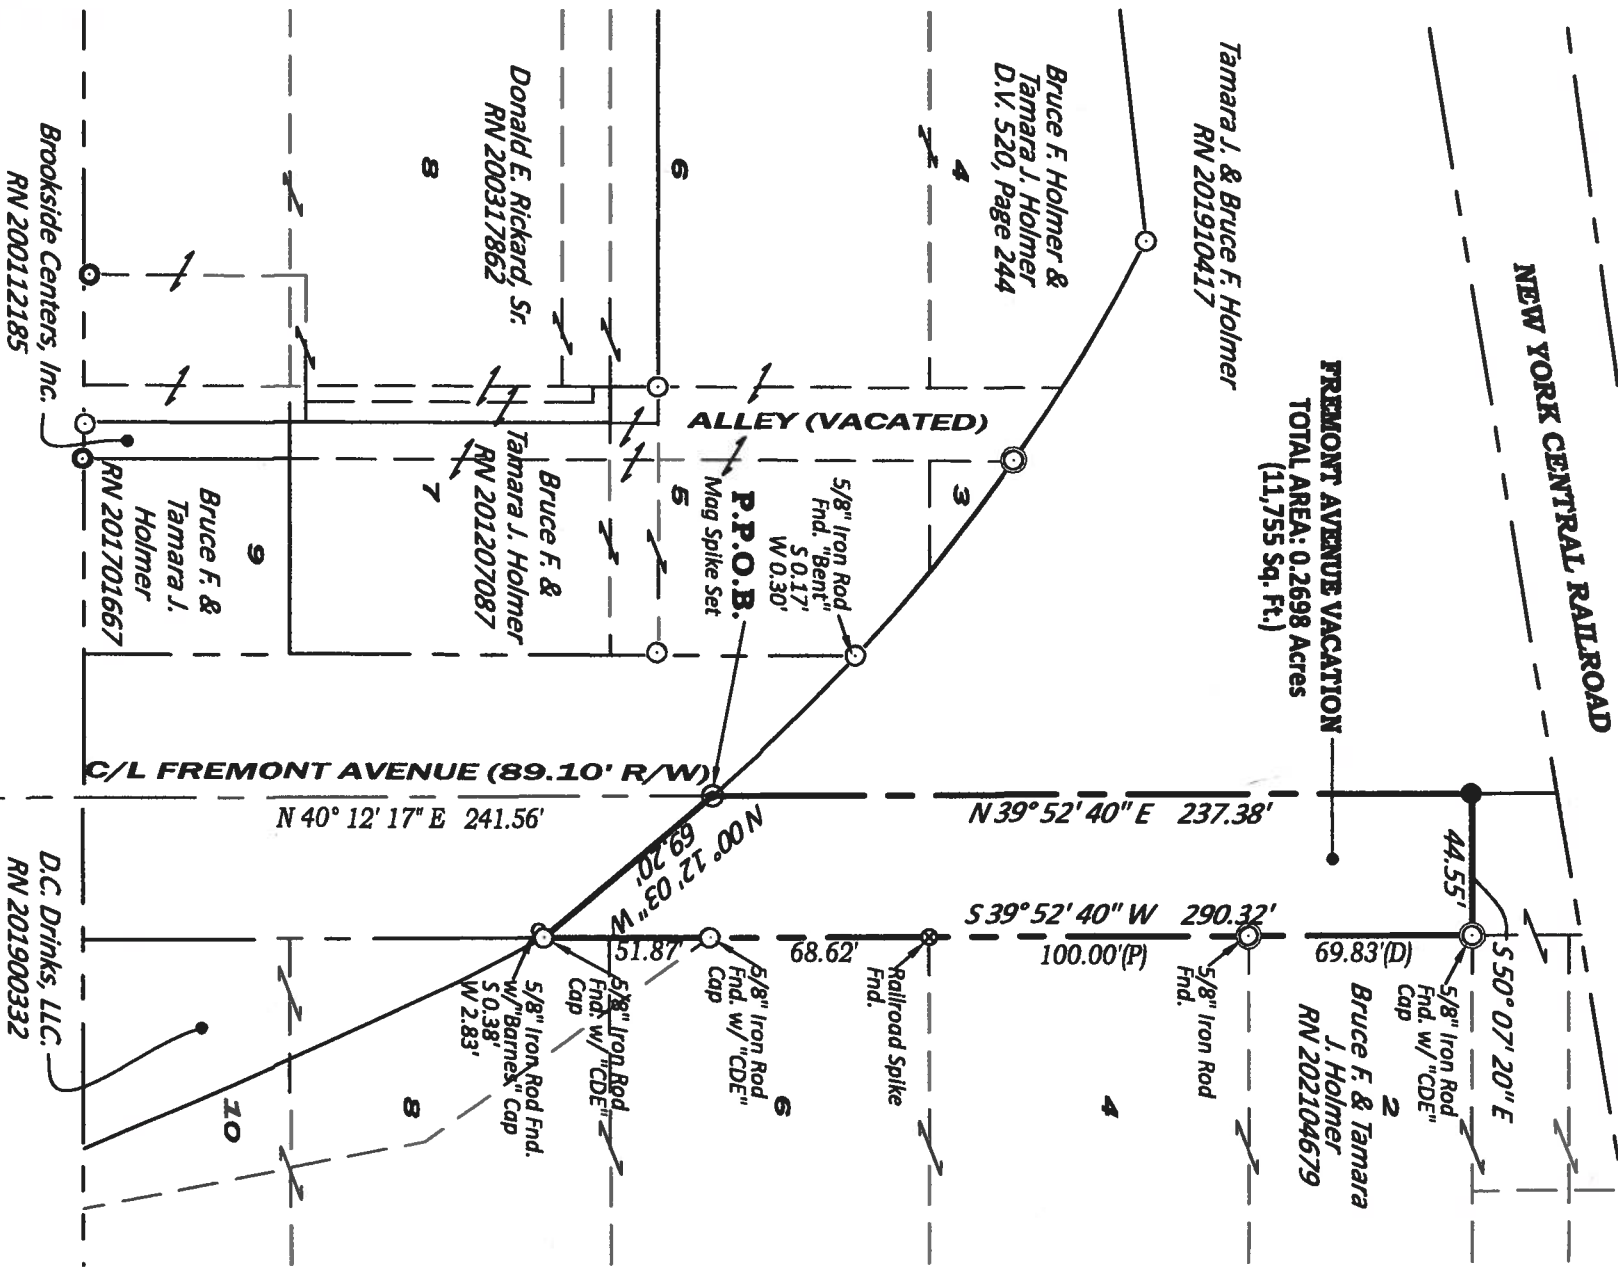 NEW YORK CENTRAL RAILROAD
FREMONT AVENUE VACATION
TOTAL AREA: 0.2698 Acres
(11,755 Sq. Ft.)
Tamara J. & Bruce F. Holmer
RN 201910417
Bruce F. Holmer &
Tamara J. Holmer
D.V. 520, Page 244
4
6
Donald E. Rickard, Sr.
RN 200317862
8
Brookside Centers, Inc.
RN 200112185
ALLEY (VACATED)
3
5/8" Iron Rod
Fnd. "Bent"
S 0.17'
W 0.30'
P.P.O.B.
Mag Spike Set
5
Bruce F. &
Tamara J. Holmer
RN 201207087
7
9
Bruce F. &
Tamara J.
Holmer
RN 201701667
C/L FREMONT AVENUE (89.10' R/W)
N 40° 12' 17" E 241.56'
N 39° 52' 40" E 237.38'
44.55'
S 50° 07' 20" E
N 00° 12' 03" W
69.20'
S 39° 52' 40" W 290.32'
51.87'
68.62'
100.00'(P)
69.83'(D)
5/8" Iron Rod
Fnd. w/ "CDE"
Cap
2
Bruce F. & Tamara
J. Holmer
RN 202104679
5/8" Iron Rod
Fnd.
4
Railroad Spike
Fnd.
6
5/8" Iron Rod
Fnd. w/ "CDE"
Cap
5/8" Iron Rod
Fnd. w/ "CDE"
Cap
5/8" Iron Rod Fnd.
w/"Barnes" Cap
S 0.38'
W 2.83'
8
10
D.C. Drinks, LLC.
RN 20190332